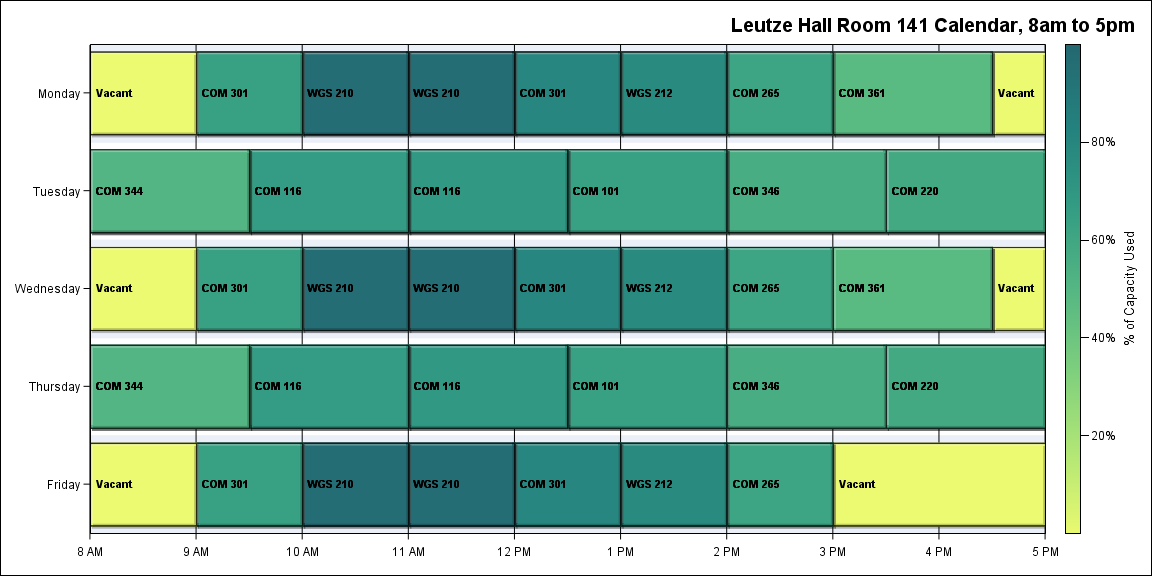 Leutze Hall Room 141 Calendar, 8am to 5pm
Monday
Vacant
COM 301
WGS 210
WGS 210
COM 301
WGS 212
COM 265
COM 361
Vacant
Tuesday
COM 344
COM 116
COM 116
COM 101
COM 346
COM 220
Wednesday
Vacant
COM 301
WGS 210
WGS 210
COM 301
WGS 212
COM 265
COM 361
Vacant
Thursday
COM 344
COM 116
COM 116
COM 101
COM 346
COM 220
Friday
Vacant
COM 301
WGS 210
WGS 210
COM 301
WGS 212
COM 265
Vacant
8 AM
9 AM
10 AM
11 AM
12 PM
1 PM
2 PM
3 PM
4 PM
5 PM
80%
60%
40%
20%
% of Capacity Used